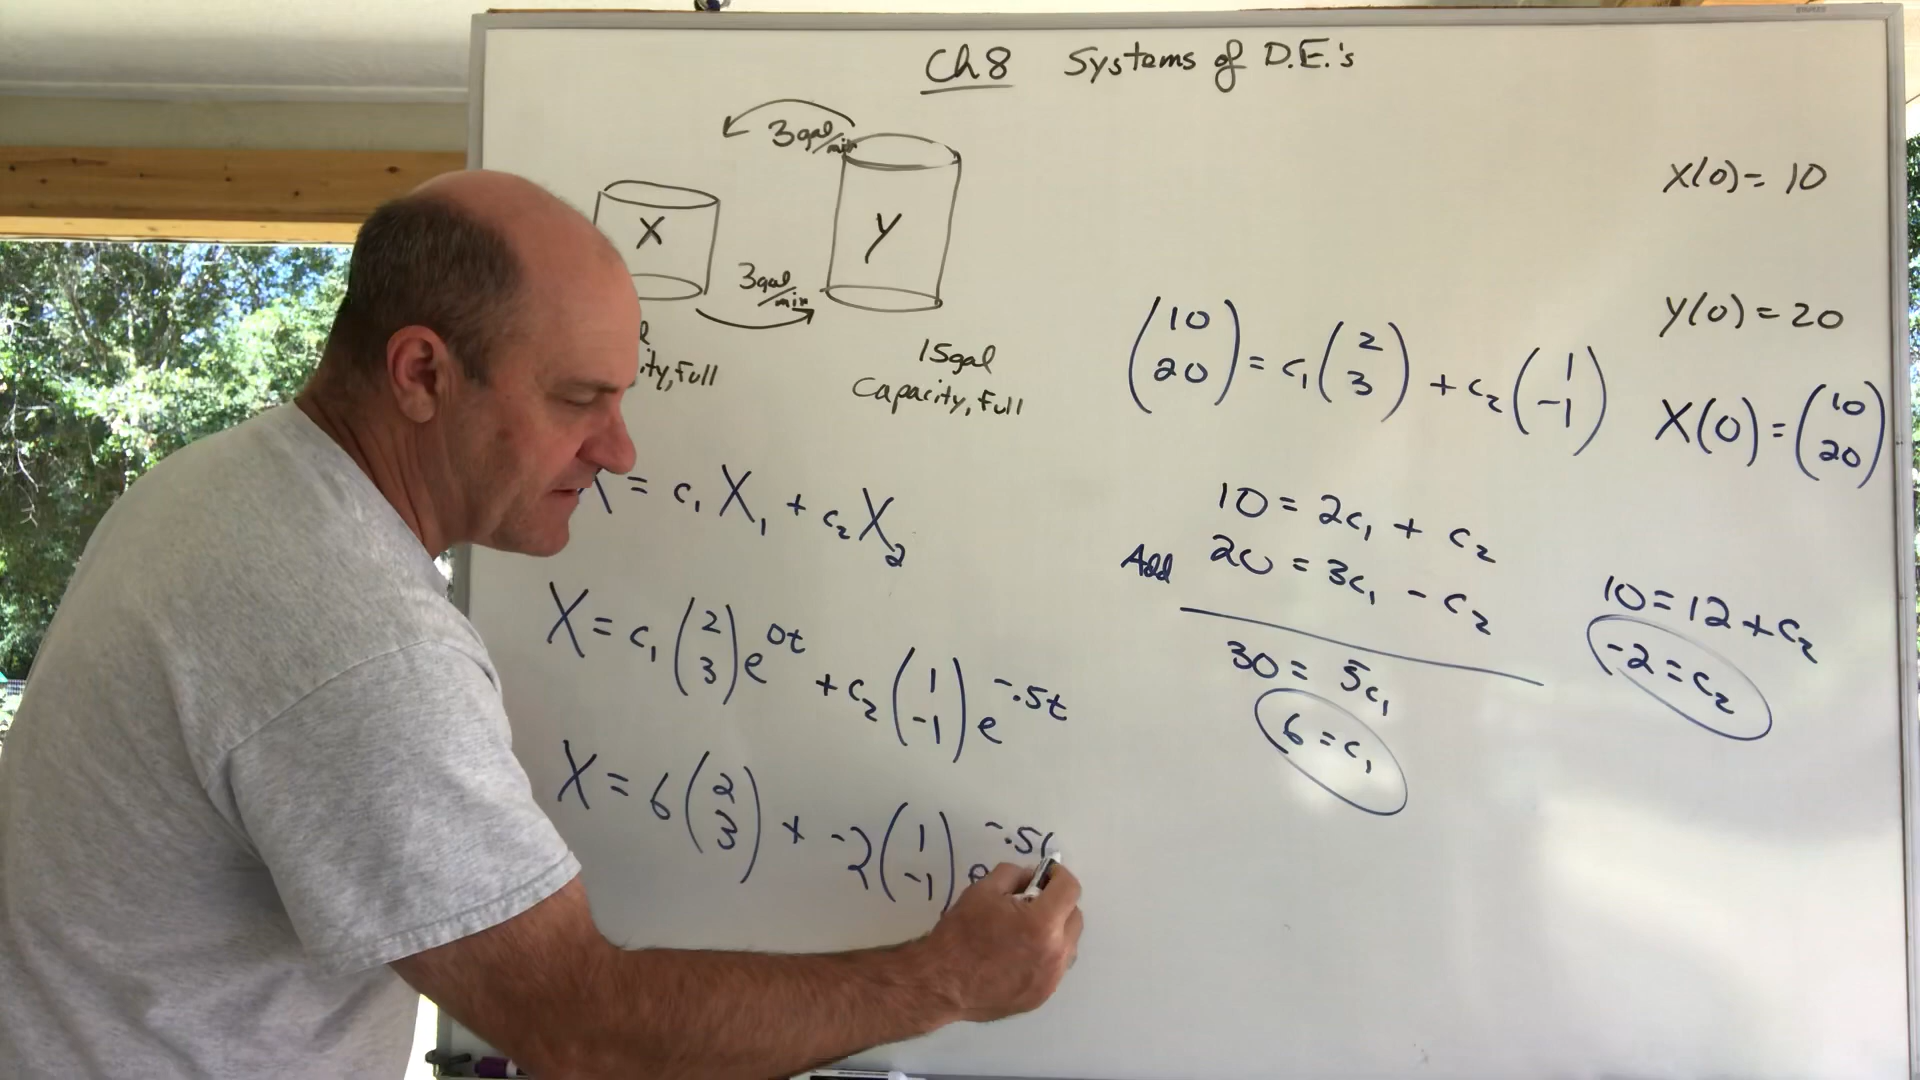 Ch 8 Systems of D.E.'s
3gal/min
X
Y
3gal/min
ity, Full
15gal
Capacity, Full
X(0) = 10
y(0) = 20
X(0) = (10 20)
(10 20) = c₁(2 3) + c₂(1 -1)
10 = 2c₁ + c₂
Add 20 = 3c₁ - c₂
30 = 5c₁
6 = c₁
10 = 12 + c₂
-2 = c₂
X = c₁X₁ + c₂X₂
X = c₁(2 3)e^0t + c₂(1 -1)e^-.5t
X = 6(2 3) + -2(1 -1)e^-.5t